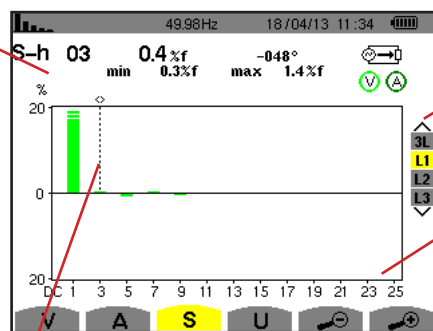 49.98Hz 18/04/13 11:34
S-h 03 0.4%f -048°
min 0.3%f max 1.4%f
V A
%
20
3L
L1
0
L2
L3
20
DC 1 3 5 7 9 11 13 15 17 19 21 23 25
V A S U